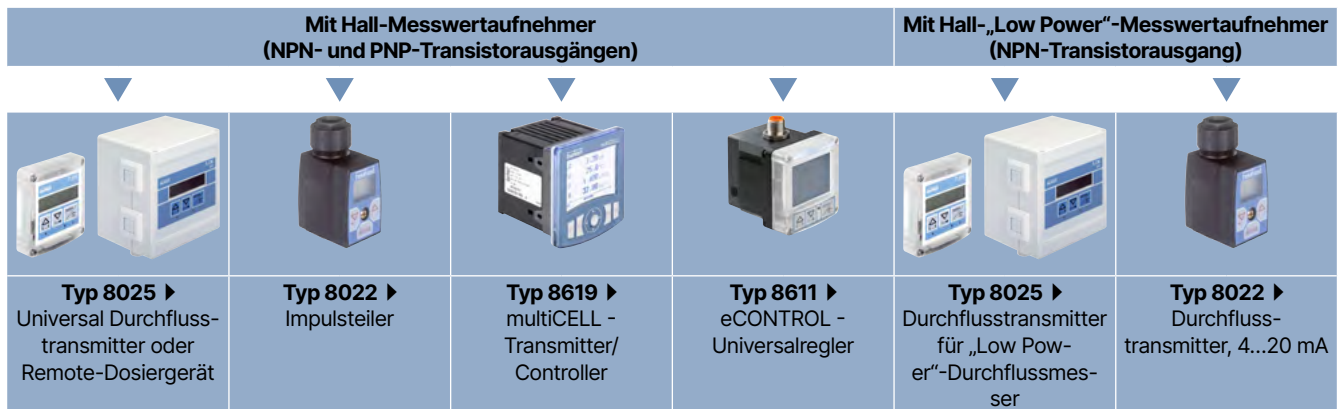 Mit Hall-Messwertaufnehmer
(NPN- und PNP-Transistorausgängen)
Mit Hall-„Low Power“-Messwertaufnehmer
(NPN-Transistorausgang)
Typ 8025
Universal Durchfluss-
transmitter oder
Remote-Dosiergerät
Typ 8022
Impulsteiler
Typ 8619
multiCELL -
Transmitter/
Controller
Typ 8611
eCONTROL -
Universalregler
Typ 8025
Durchflusstransmitter
für „Low Pow-
er“-Durchflussmes-
ser
Typ 8022
Durchfluss-
transmitter, 4...20 mA